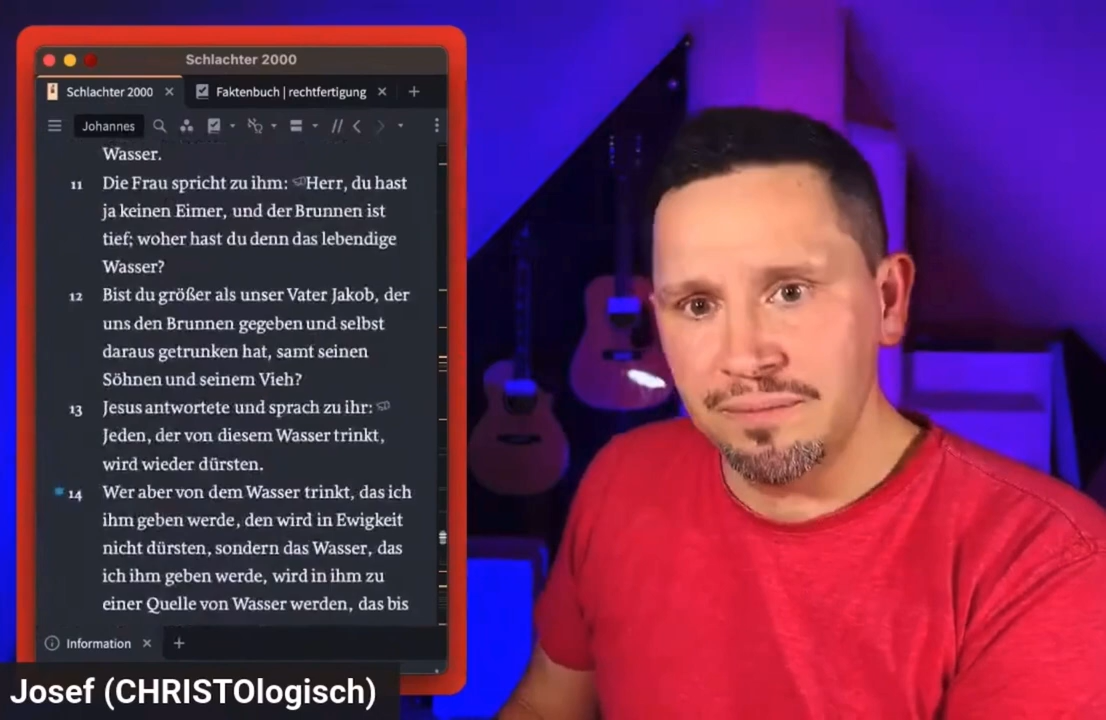 Schlachter 2000
Schlachter 2000
Faktenbuch | rechtfertigung
Johannes
Wasser.
11 Die Frau spricht zu ihm: Herr, du hast
ja keinen Eimer, und der Brunnen ist
tief; woher hast du denn das lebendige
Wasser?
12 Bist du größer als unser Vater Jakob, der
uns den Brunnen gegeben und selbst
daraus getrunken hat, samt seinen
Söhnen und seinem Vieh?
13 Jesus antwortete und sprach zu ihr:
Jeden, der von diesem Wasser trinkt,
wird wieder dürsten.
14 Wer aber von dem Wasser trinkt, das ich
ihm geben werde, den wird in Ewigkeit
nicht dürsten, sondern das Wasser, das
ich ihm geben werde, wird in ihm zu
einer Quelle von Wasser werden, das bis
Information
Josef (CHRISTOlogisch)